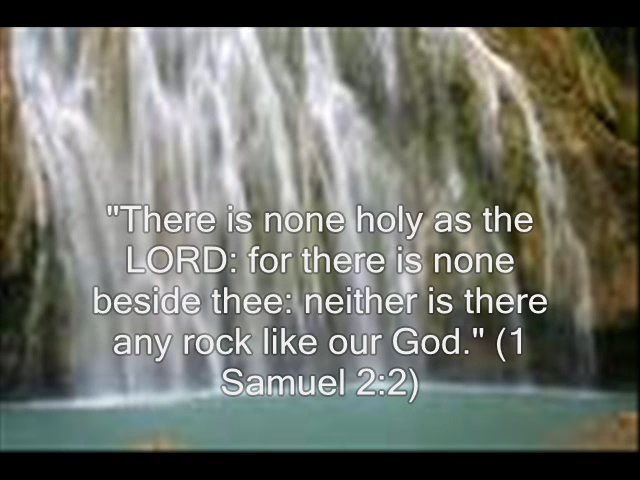 "There is none holy as the
LORD: for there is none
beside thee: neither is there
any rock like our God." (1
Samuel 2:2)